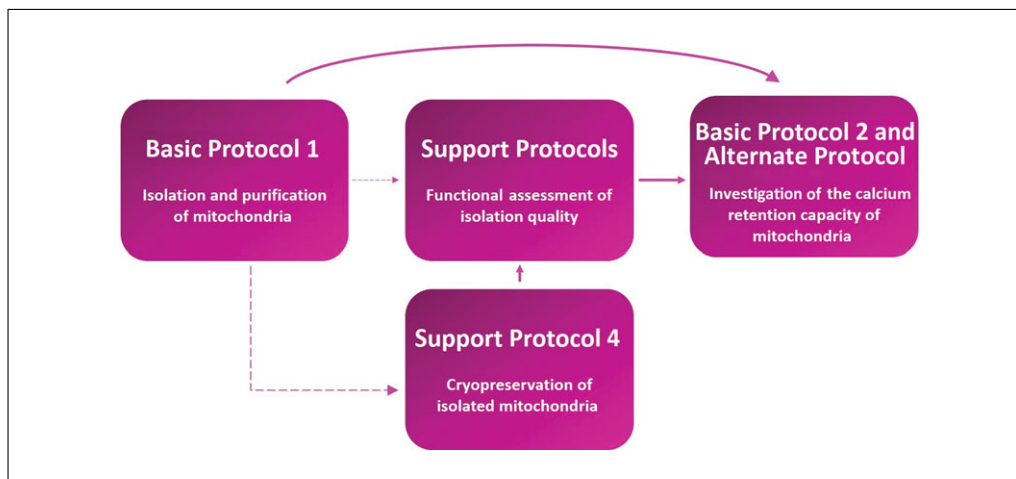 Basic Protocol 1
Isolation and purification
of mitochondria
Support Protocols
Functional assessment of
isolation quality
Basic Protocol 2 and
Alternate Protocol
Investigation of the calcium
retention capacity of
mitochondria
Support Protocol 4
Cryopreservation of
isolated mitochondria